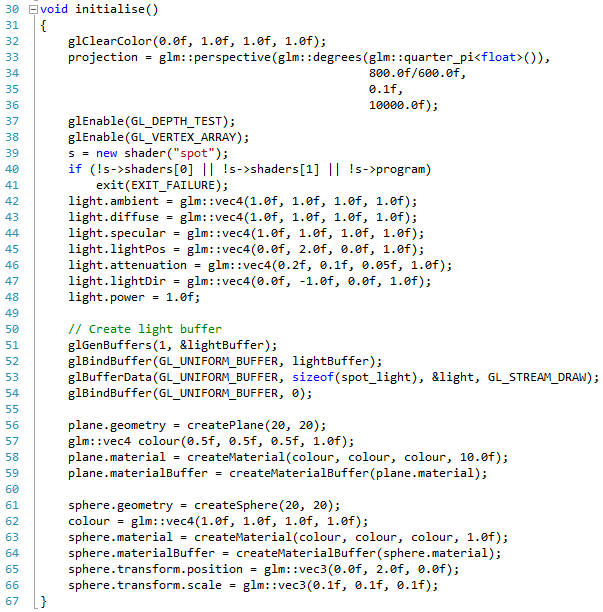 30 void initialise()
31 {
32     glClearColor(0.0f, 1.0f, 1.0f, 1.0f);
33     projection = glm::perspective(glm::degrees(glm::quarter_pi<float>()),
34                                                800.0f/600.0f,
35                                                0.1f,
36                                                10000.0f);
37     glEnable(GL_DEPTH_TEST);
38     glEnable(GL_VERTEX_ARRAY);
39     s = new shader("spot");
40     if (!s->shaders[0] || !s->shaders[1] || !s->program)
41         exit(EXIT_FAILURE);
42     light.ambient = glm::vec4(1.0f, 1.0f, 1.0f, 1.0f);
43     light.diffuse = glm::vec4(1.0f, 1.0f, 1.0f, 1.0f);
44     light.specular = glm::vec4(1.0f, 1.0f, 1.0f, 1.0f);
45     light.lightPos = glm::vec4(0.0f, 2.0f, 0.0f, 1.0f);
46     light.attenuation = glm::vec4(0.2f, 0.1f, 0.05f, 1.0f);
47     light.lightDir = glm::vec4(0.0f, -1.0f, 0.0f, 1.0f);
48     light.power = 1.0f;
49
50     // Create light buffer
51     glGenBuffers(1, &lightBuffer);
52     glBindBuffer(GL_UNIFORM_BUFFER, lightBuffer);
53     glBufferData(GL_UNIFORM_BUFFER, sizeof(spot_light), &light, GL_STREAM_DRAW);
54     glBindBuffer(GL_UNIFORM_BUFFER, 0);
55
56     plane.geometry = createPlane(20, 20);
57     glm::vec4 colour(0.5f, 0.5f, 0.5f, 1.0f);
58     plane.material = createMaterial(colour, colour, colour, 10.0f);
59     plane.materialBuffer = createMaterialBuffer(plane.material);
60
61     sphere.geometry = createSphere(20, 20);
62     colour = glm::vec4(1.0f, 1.0f, 1.0f, 1.0f);
63     sphere.material = createMaterial(colour, colour, colour, 1.0f);
64     sphere.materialBuffer = createMaterialBuffer(sphere.material);
65     sphere.transform.position = glm::vec3(0.0f, 2.0f, 0.0f);
66     sphere.transform.scale = glm::vec3(0.1f, 0.1f, 0.1f);
67 }